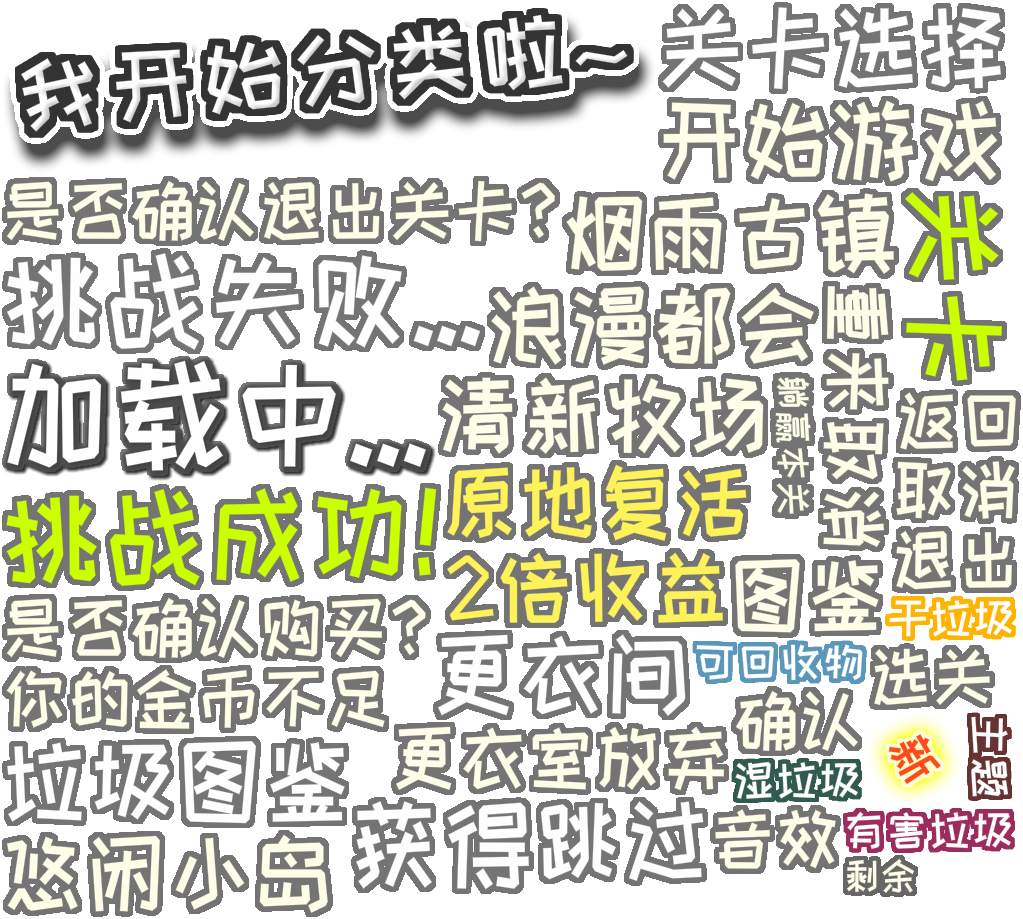 我开始分类啦~
关卡选择
开始游戏
是否确认退出关卡?
烟雨古镇
关卡
挑战失败...
浪漫都会
重来
加载中...
清新牧场
躺赢本关
取消
返回
取消
挑战成功!
原地复活
退出
2倍收益
图鉴
干垃圾
是否确认购买?
更衣间
可回收物
选关
你的金币不足
确认
新
主题
垃圾图鉴
更衣室放弃
湿垃圾
获得跳过
音效
有害垃圾
悠闲小岛
剩余